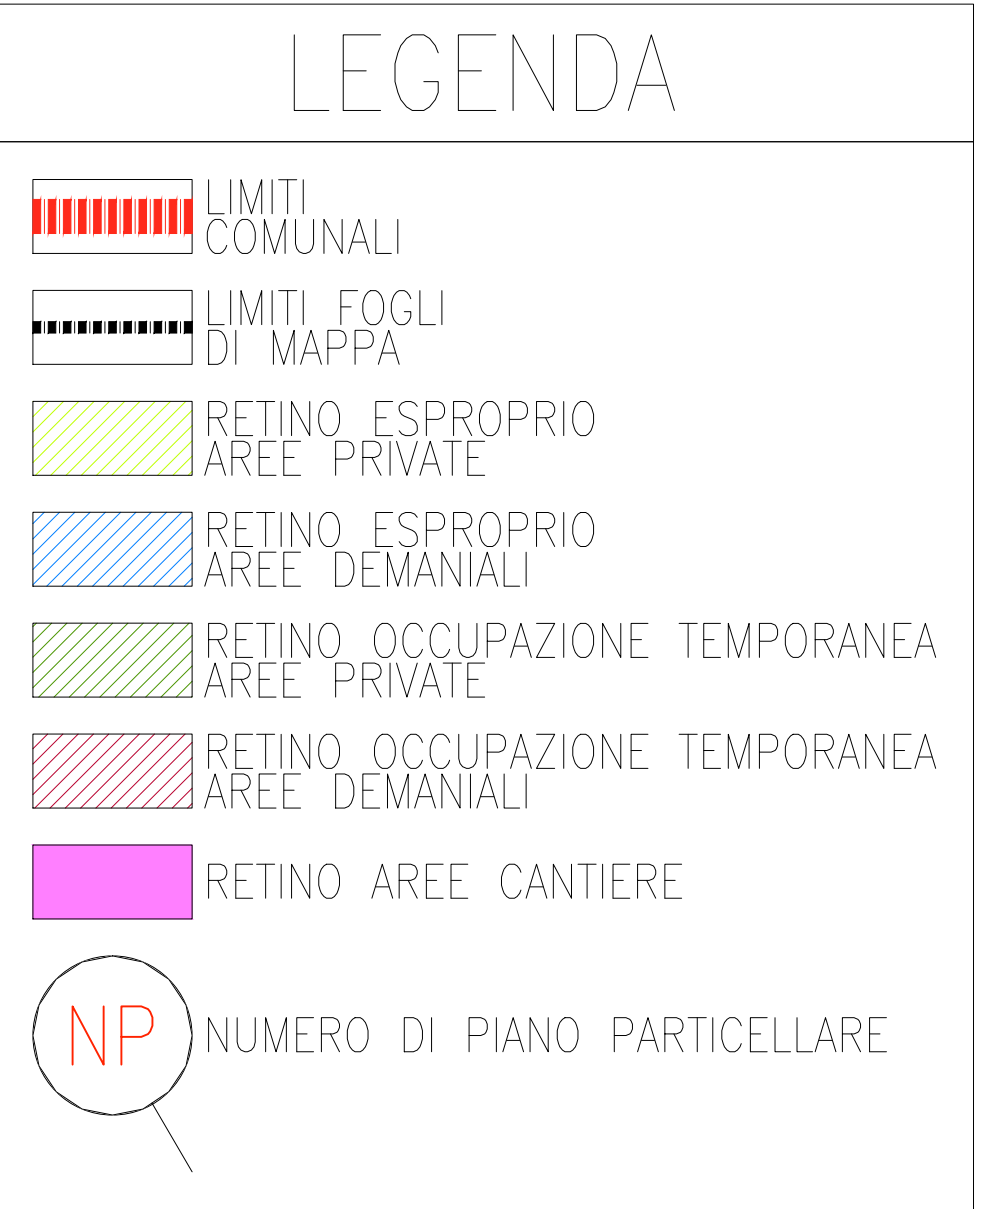 LEGENDA
LIMITI
COMUNALI
LIMITI FOGLI
DI MAPPA
RETINO ESPROPRIO
AREE PRIVATE
RETINO ESPROPRIO
AREE DEMANIALI
RETINO OCCUPAZIONE TEMPORANEA
AREE PRIVATE
RETINO OCCUPAZIONE TEMPORANEA
AREE DEMANIALI
RETINO AREE CANTIERE
NP NUMERO DI PIANO PARTICELLARE